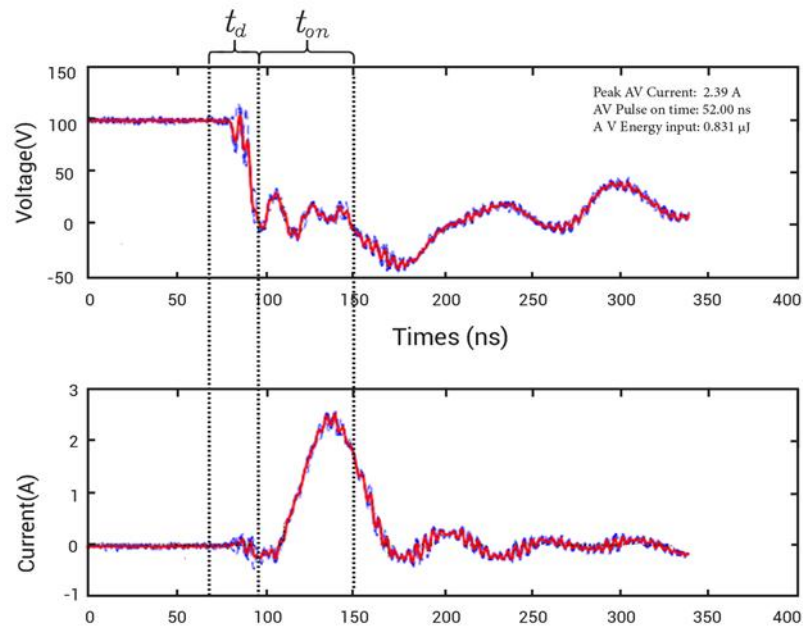 t_d t_on
150
100
50
0
-50
Voltage(V)
Peak AV Current: 2.39 A
AV Pulse on time: 52.00 ns
A V Energy input: 0.831 µJ
0 50 100 150 200 250 300 350 400
Times (ns)
3
2
1
0
-1
Current(A)
0 50 100 150 200 250 300 350 400